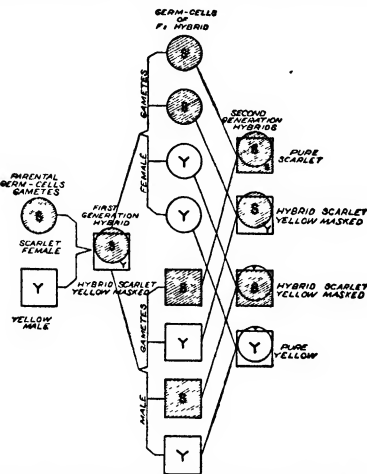 GERM-CELLS
OF
F1 HYBRID
S
S
Y
Y
GAMETES
FEMALE
PARENTAL
GERM-CELLS
GAMETES
S
SCARLET
FEMALE
Y
YELLOW
MALE
FIRST
GENERATION
HYBRID
S
Y
HYBRID SCARLET
YELLOW MASKED
GAMETES
MALE
S
Y
S
Y
SECOND
GENERATION
HYBRIDS
S
S
PURE
SCARLET
S
Y
HYBRID SCARLET
YELLOW MASKED
S
HYBRID SCARLET
YELLOW MASKED
Y
PURE
YELLOW